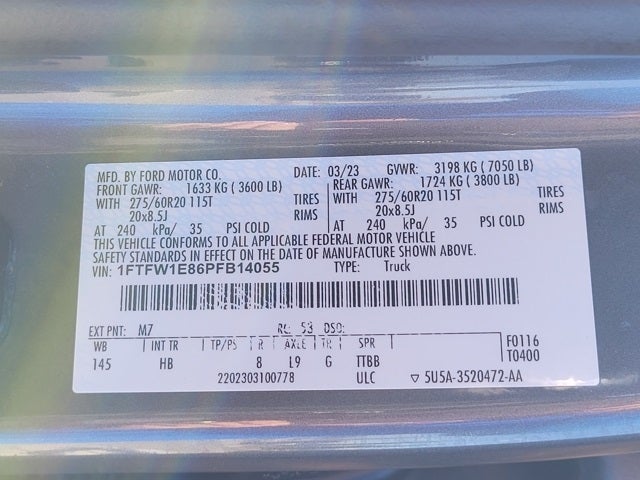 MFD. BY FORD MOTOR CO. DATE: 03/23 GVWR: 3198 KG ( 7050 LB)
FRONT GAWR: 1633 KG ( 3600 LB) REAR GAWR: 1724 KG ( 3800 LB)
WITH 275/60R20 115T TIRES WITH 275/60R20 115T TIRES
20x8.5J RIMS 20x8.5J RIMS
AT 240 kPa/ 35 PSI COLD AT 240 kPa/ 35 PSI COLD
THIS VEHICLE CONFORMS TO ALL APPLICABLE FEDERAL MOTOR VEHICLE
SAFETY STANDARDS IN EFFECT ON THE DATE OF MANUFACTURE SHOWN ABOVE.
VIN: 1FTFW1E86PFB14055 TYPE: Truck
EXT PNT: M7 RC: 53 DSO:
WB INT TR TP/PS R AXLE TR SPR F0116
145 HB 8 L9 G TTBB T0400
2202303100778 ULC ▽ 5U5A-3520472-AA